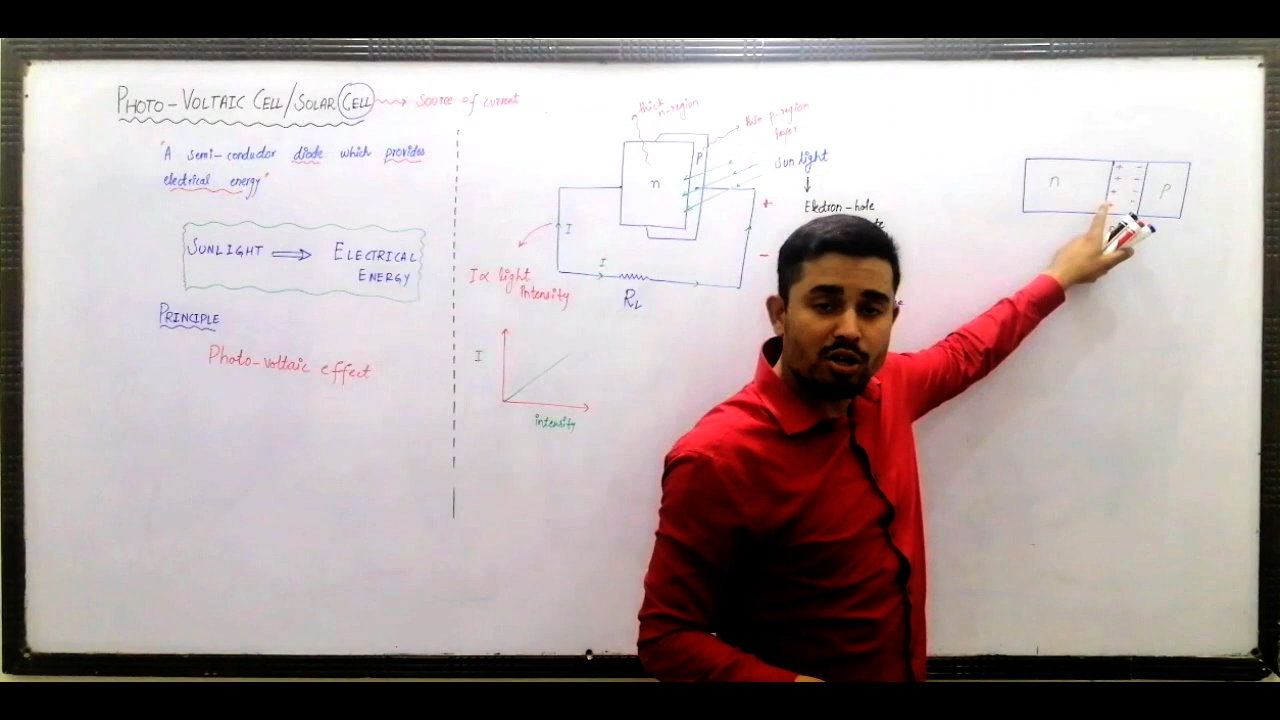 PHOTO-VOLTAIC CELL/SOLAR CELL
Source of current
"A semi-conductor diode which provides
electrical energy"
SUNLIGHT ⇒ ELECTRICAL
ENERGY
PRINCIPLE
Photo-voltaic effect
thick
n-region
thin p-region
layer
n
p
Sun light
↓
Electron-hole
+
-
I
I
RL
I ∝ light
intensity
I
intensity
n
+ -
+ -
+ -
p